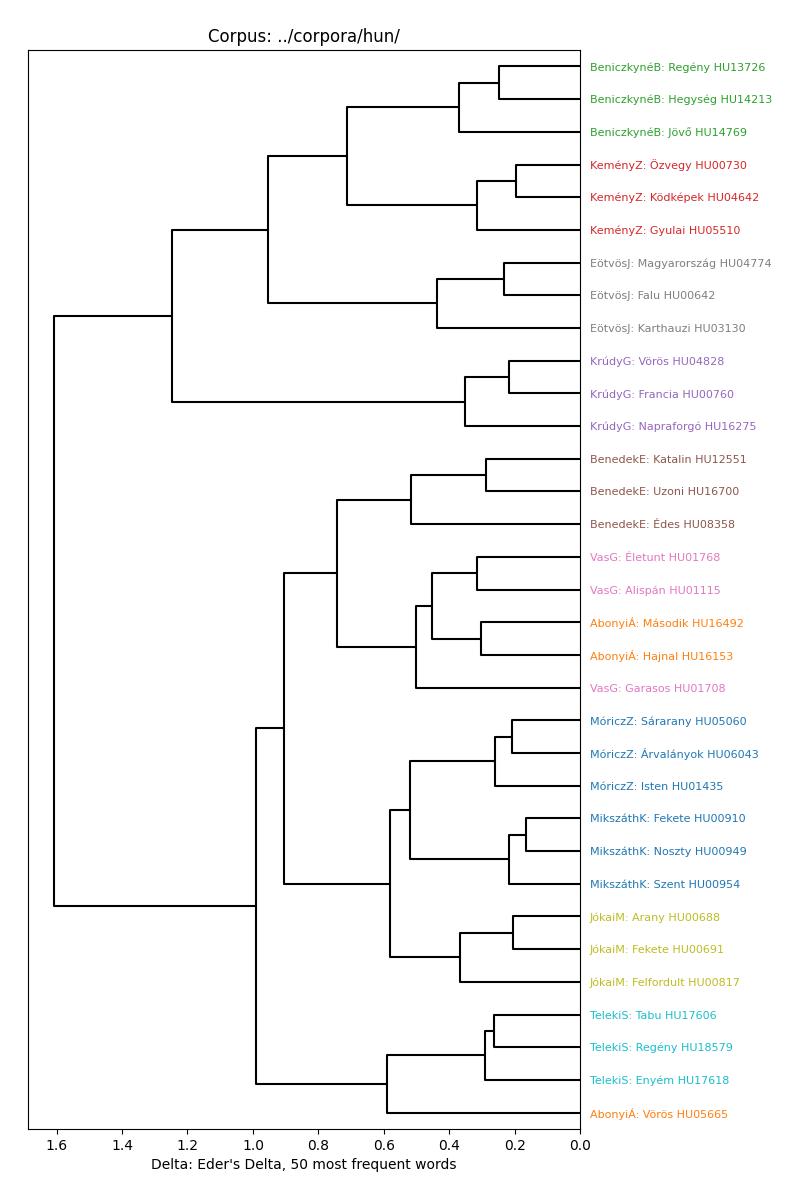 Corpus: ../corpora/hun/
BeniczkynéB: Regény HU13726
BeniczkynéB: Hegység HU14213
BeniczkynéB: Jövő HU14769
KeményZ: Özvegy HU00730
KeményZ: Ködképek HU04642
KeményZ: Gyulai HU05510
EötvösJ: Magyarország HU04774
EötvösJ: Falu HU00642
EötvösJ: Karthauzi HU03130
KrúdyG: Vörös HU04828
KrúdyG: Francia HU00760
KrúdyG: Napraforgó HU16275
BenedekE: Katalin HU12551
BenedekE: Uzoni HU16700
BenedekE: Édes HU08358
VasG: Életunt HU01768
VasG: Alispán HU01115
AbonyiÁ: Második HU16492
AbonyiÁ: Hajnal HU16153
VasG: Garasos HU01708
MóriczZ: Sárarany HU05060
MóriczZ: Árvalányok HU06043
MóriczZ: Isten HU01435
MikszáthK: Fekete HU00910
MikszáthK: Noszty HU00949
MikszáthK: Szent HU00954
JókaiM: Arany HU00688
JókaiM: Fekete HU00691
JókaiM: Felfordult HU00817
TelekiS: Tabu HU17606
TelekiS: Regény HU18579
TelekiS: Enyém HU17618
AbonyiÁ: Vörös HU05665
1.6 1.4 1.2 1.0 0.8 0.6 0.4 0.2 0.0
Delta: Eder's Delta, 50 most frequent words